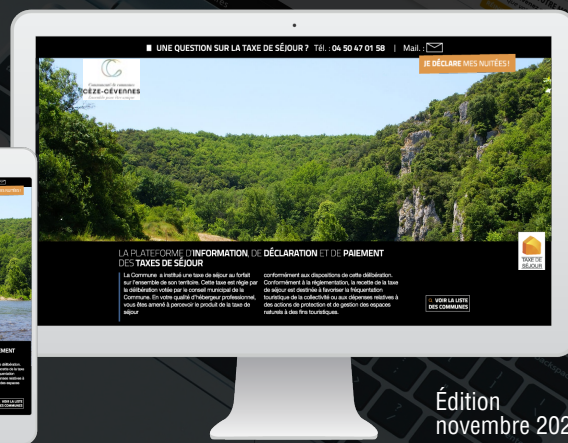 UNE QUESTION SUR LA TAXE DE SÉJOUR ? Tél. : 04 50 47 01 58 | Mail. :
JE DÉCLARE MES NUITÉES !
CÈZE-CÉVENNES
LA PLATEFORME D'INFORMATION, DE DÉCLARATION ET DE PAIEMENT
DES TAXES DE SÉJOUR
La Commune a institué une taxe de séjour au forfait
sur l'ensemble de son territoire. Cette taxe est régie par
la délibération votée par le conseil municipal de la
Commune. En votre qualité d'hébergeur professionnel,
vous êtes amené à percevoir le produit de la taxe de
séjour
conformément aux dispositions de cette délibération.
Conformément à la réglementation, la recette de la taxe
de séjour est destinée à favoriser la fréquentation
touristique de la collectivité ou aux dépenses relatives à
des actions de protection et de gestion des espaces
naturels à des fins touristiques.
TAXE DE
SÉJOUR
VOIR LA LISTE
DES COMMUNES
Édition
novembre 202